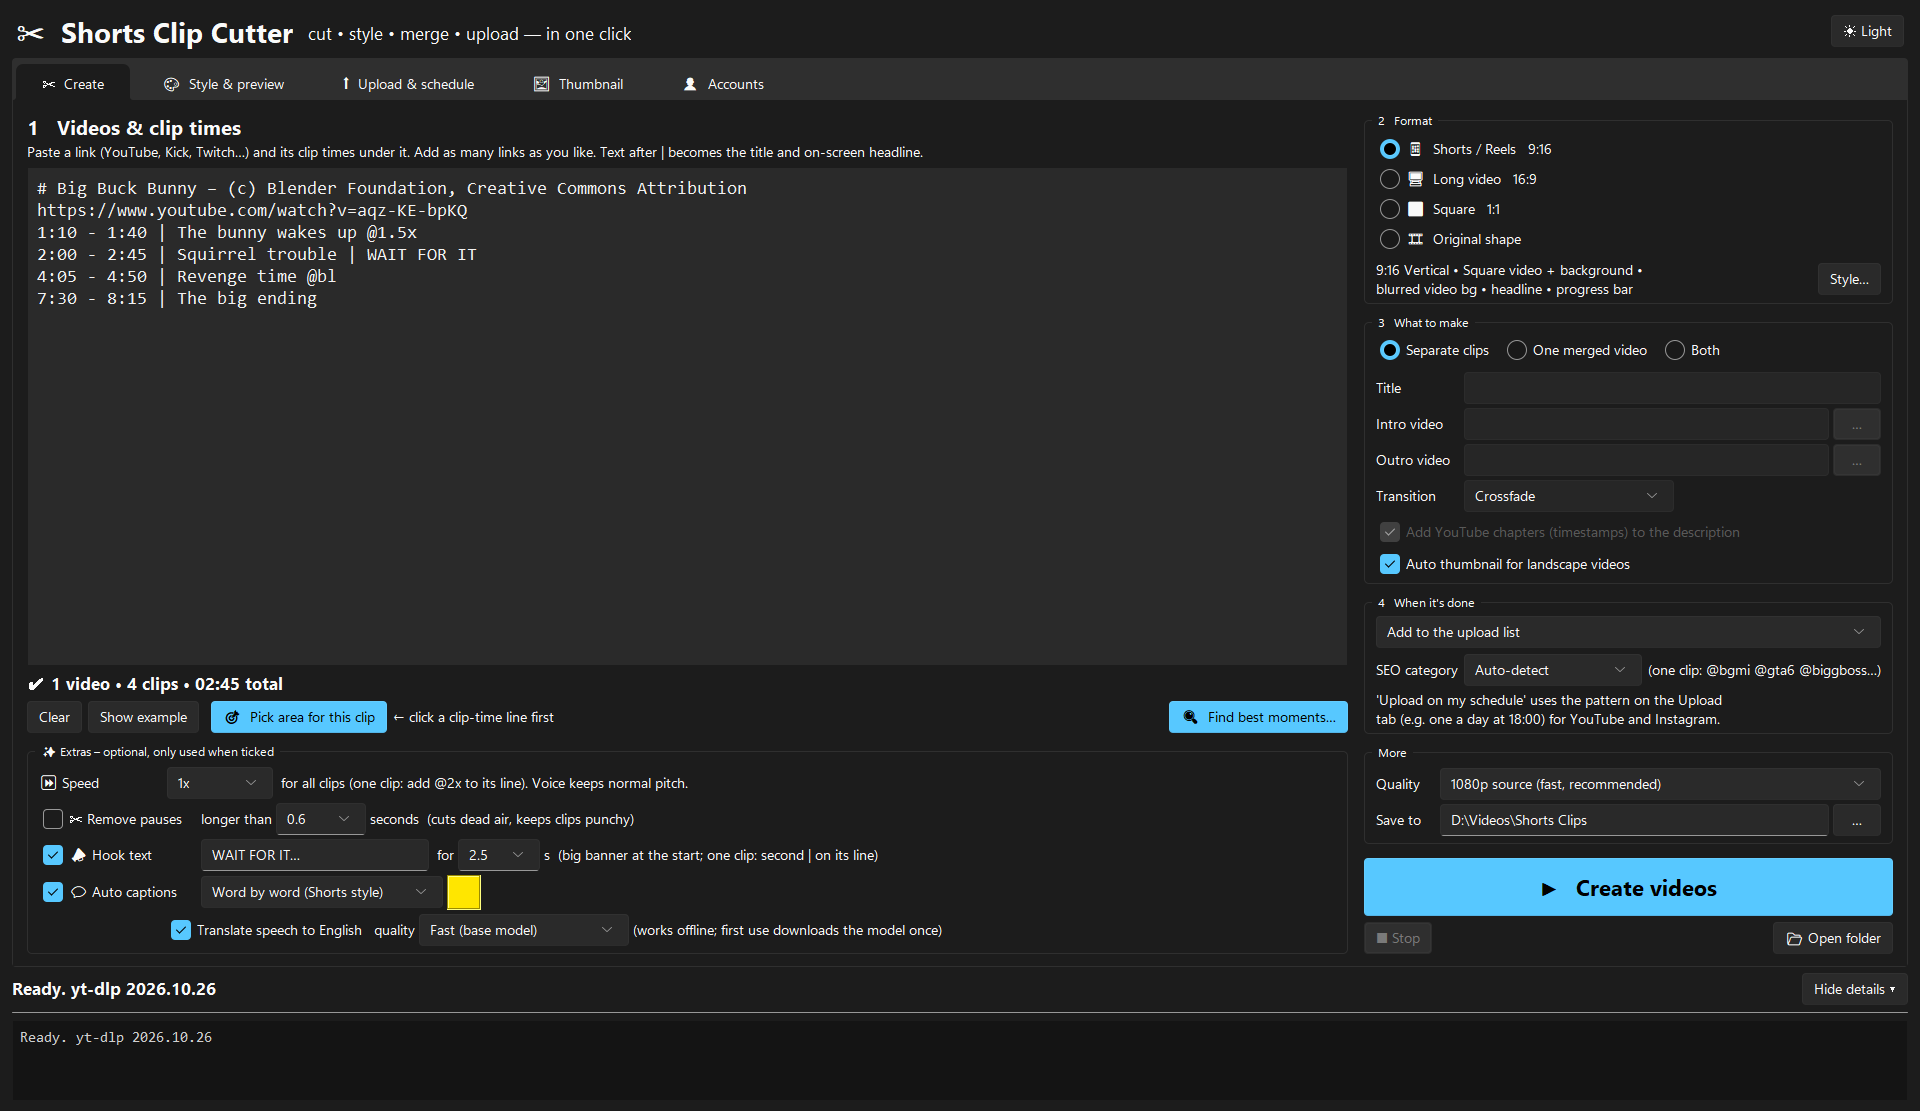 Shorts Clip Cutter cut • style • merge • upload — in one click
Light
Create Style & preview Upload & schedule Thumbnail Accounts
1 Videos & clip times
Paste a link (YouTube, Kick, Twitch...) and its clip times under it. Add as many links as you like. Text after | becomes the title and on-screen headline.
# Big Buck Bunny – (c) Blender Foundation, Creative Commons Attribution
https://www.youtube.com/watch?v=aqz-KE-bpKQ
1:10 - 1:40 | The bunny wakes up @1.5x
2:00 - 2:45 | Squirrel trouble | WAIT FOR IT
4:05 - 4:50 | Revenge time @bl
7:30 - 8:15 | The big ending
✔ 1 video • 4 clips • 02:45 total
Clear Show example Pick area for this clip ← click a clip-time line first Find best moments...
Extras – optional, only used when ticked
Speed 1x for all clips (one clip: add @2x to its line). Voice keeps normal pitch.
Remove pauses longer than 0.6 seconds (cuts dead air, keeps clips punchy)
Hook text WAIT FOR IT... for 2.5 s (big banner at the start; one clip: second | on its line)
Auto captions Word by word (Shorts style)
Translate speech to English quality Fast (base model) (works offline; first use downloads the model once)
2 Format
Shorts / Reels 9:16
Long video 16:9
Square 1:1
Original shape
9:16 Vertical • Square video + background •
blurred video bg • headline • progress bar
Style...
3 What to make
Separate clips One merged video Both
Title
Intro video ...
Outro video ...
Transition Crossfade
Add YouTube chapters (timestamps) to the description
Auto thumbnail for landscape videos
4 When it's done
Add to the upload list
SEO category Auto-detect (one clip: @bgmi @gta6 @biggboss...)
'Upload on my schedule' uses the pattern on the Upload
tab (e.g. one a day at 18:00) for YouTube and Instagram.
More
Quality 1080p source (fast, recommended)
Save to D:\Videos\Shorts Clips ...
► Create videos
Stop Open folder
Ready. yt-dlp 2026.10.26
Hide details ▾
Ready. yt-dlp 2026.10.26